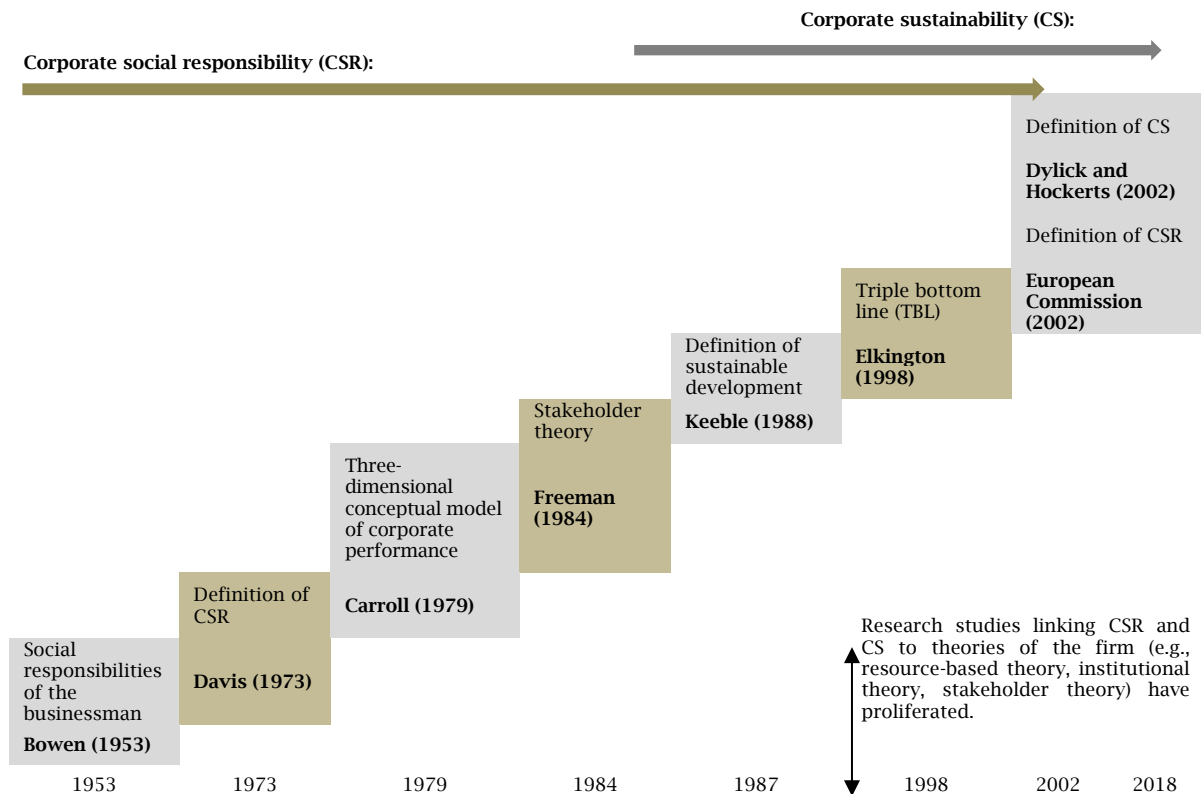 Corporate sustainability (CS):
Corporate social responsibility (CSR):
Definition of CS
Dylick and
Hockerts (2002)
Definition of CSR
European
Commission
(2002)
Triple bottom
line (TBL)
Elkington
(1998)
Definition of
sustainable
development
Keeble (1988)
Stakeholder
theory
Freeman
(1984)
Three-
dimensional
conceptual model
of corporate
performance
Carroll (1979)
Definition of
CSR
Davis (1973)
Social
responsibilities
of the
businessman
Bowen (1953)
Research studies linking CSR and
CS to theories of the firm (e.g.,
resource-based theory, institutional
theory, stakeholder theory) have
proliferated.
1953 1973 1979 1984 1987 1998 2002 2018